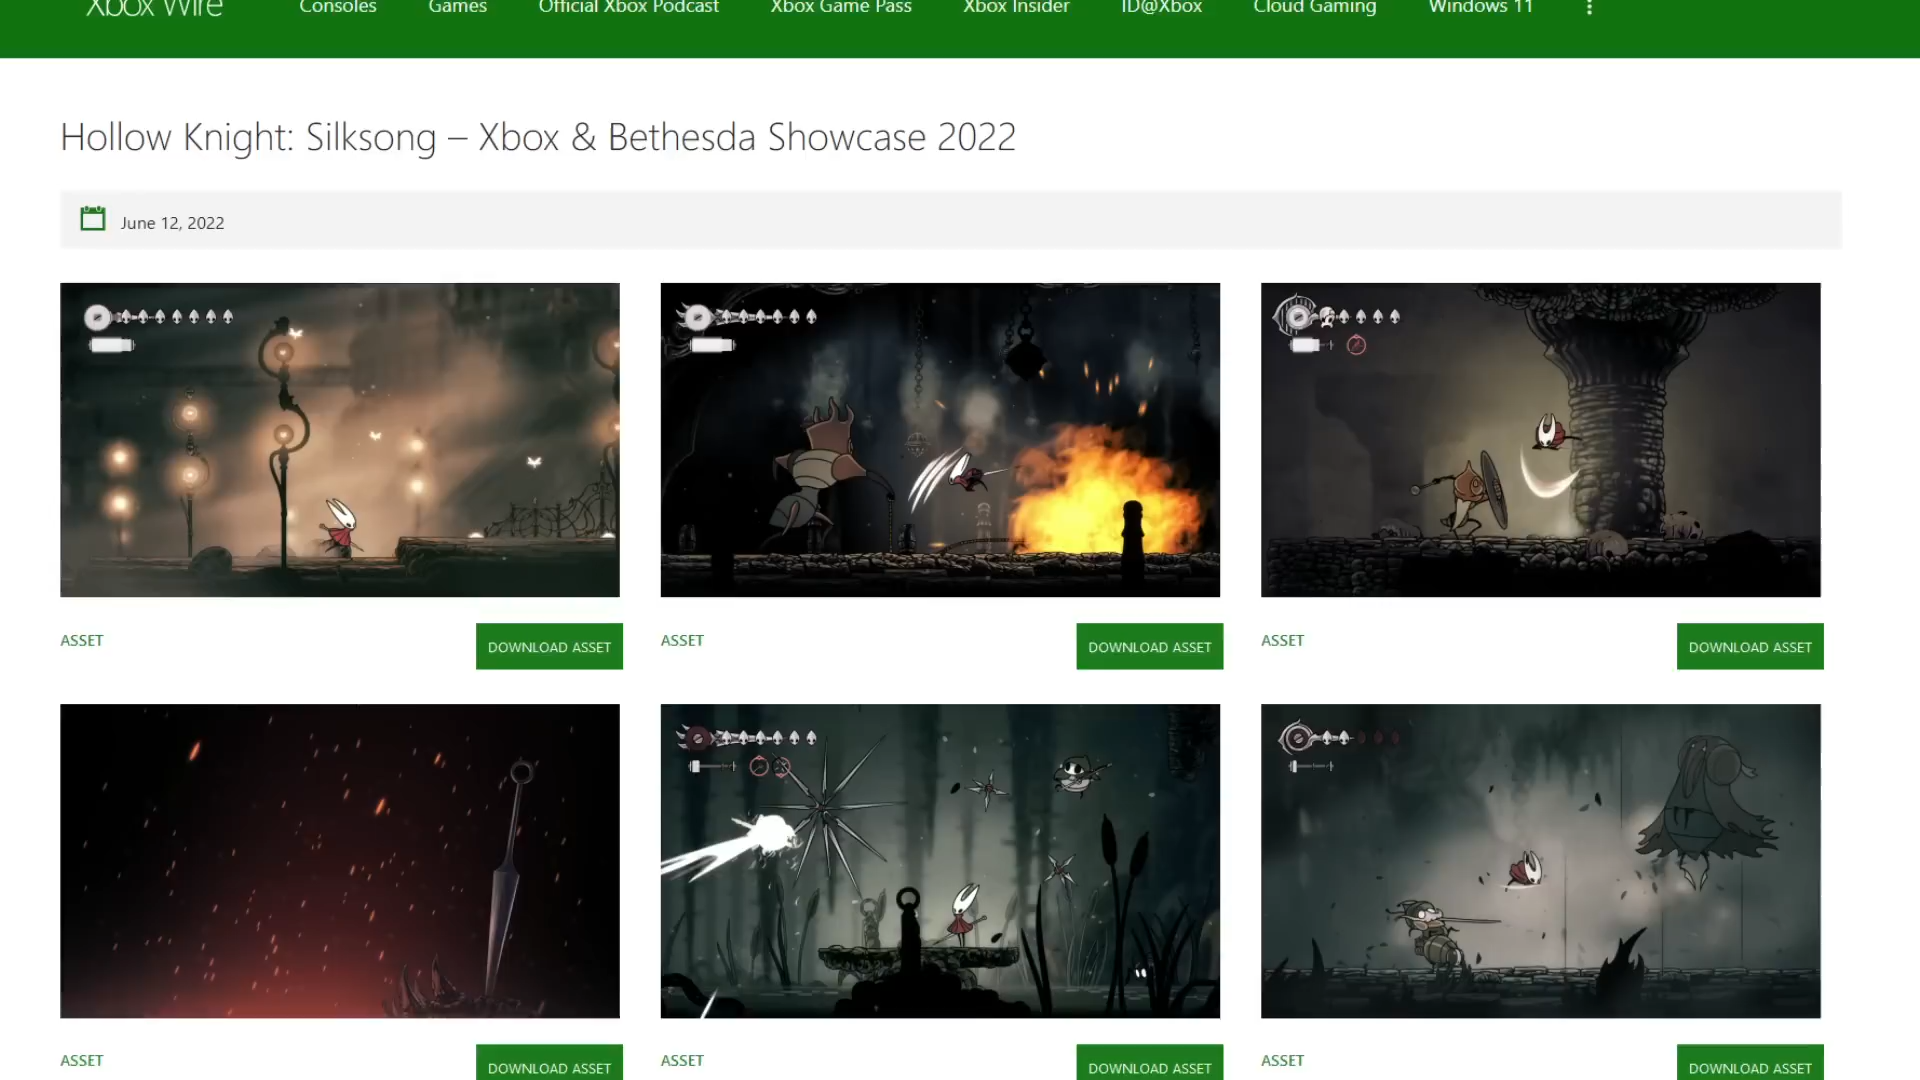 Xbox Wire Consoles Games Official Xbox Podcast Xbox Game Pass Xbox Insider ID@Xbox Cloud Gaming Windows 11
Hollow Knight: Silksong – Xbox & Bethesda Showcase 2022
June 12, 2022
ASSET DOWNLOAD ASSET ASSET DOWNLOAD ASSET ASSET DOWNLOAD ASSET
ASSET DOWNLOAD ASSET ASSET DOWNLOAD ASSET ASSET DOWNLOAD ASSET